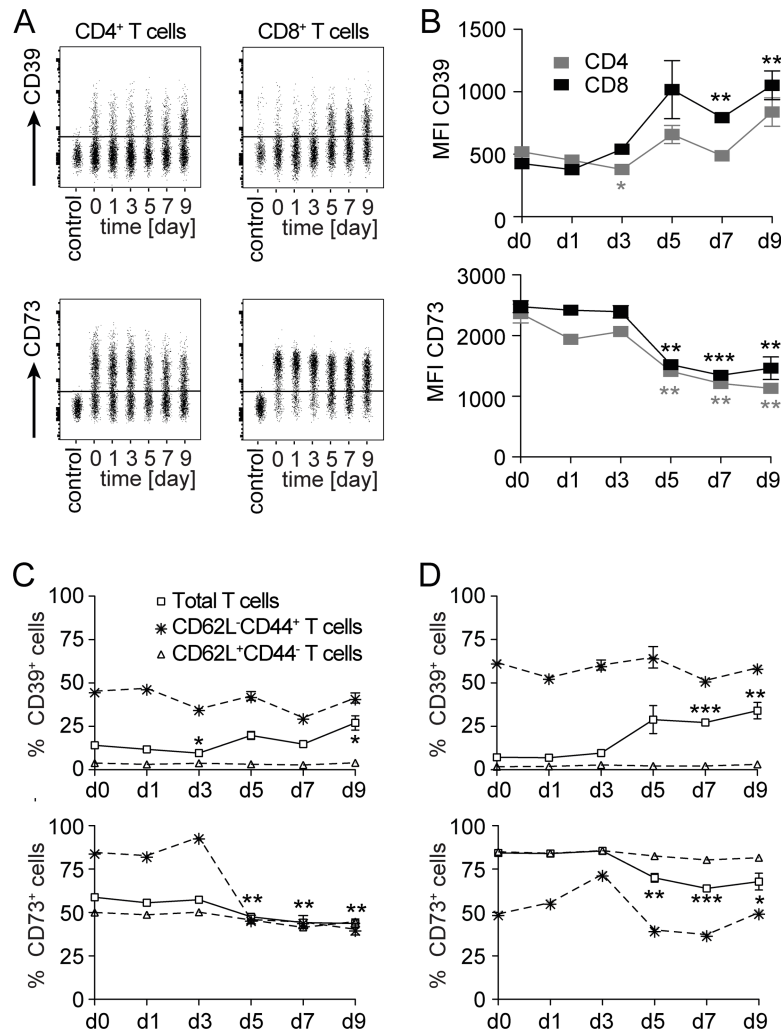 A
CD4⁺ T cells
CD8⁺ T cells
CD39
control
0 1 3 5 7 9
time [day]
control
0 1 3 5 7 9
time [day]
CD73
control
0 1 3 5 7 9
time [day]
control
0 1 3 5 7 9
time [day]
B
MFI CD39
1500
1000
500
0
CD4
CD8
**
**
*
d0 d1 d3 d5 d7 d9
MFI CD73
3000
2000
1000
0
** *** **
** ** **
d0 d1 d3 d5 d7 d9
C
% CD39⁺ cells
100
75
50
25
0
Total T cells
CD62L⁻CD44⁺ T cells
CD62L⁺CD44⁻ T cells
* *
d0 d1 d3 d5 d7 d9
% CD73⁺ cells
100
75
50
25
0
** ** **
d0 d1 d3 d5 d7 d9
D
% CD39⁺ cells
100
75
50
25
0
*** **
d0 d1 d3 d5 d7 d9
% CD73⁺ cells
100
75
50
25
0
** *** *
d0 d1 d3 d5 d7 d9